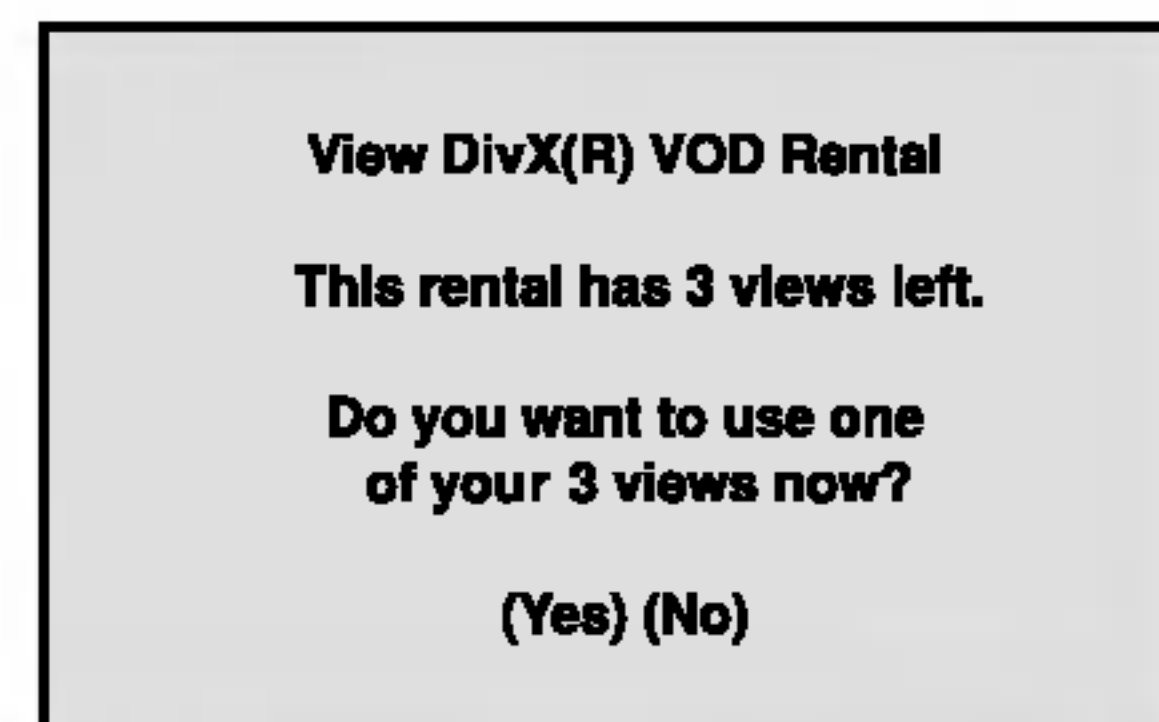 View DivX(R) VOD Rental
This rental has 3 views left.
Do you want to use one
of your 3 views now?
(Yes) (No)